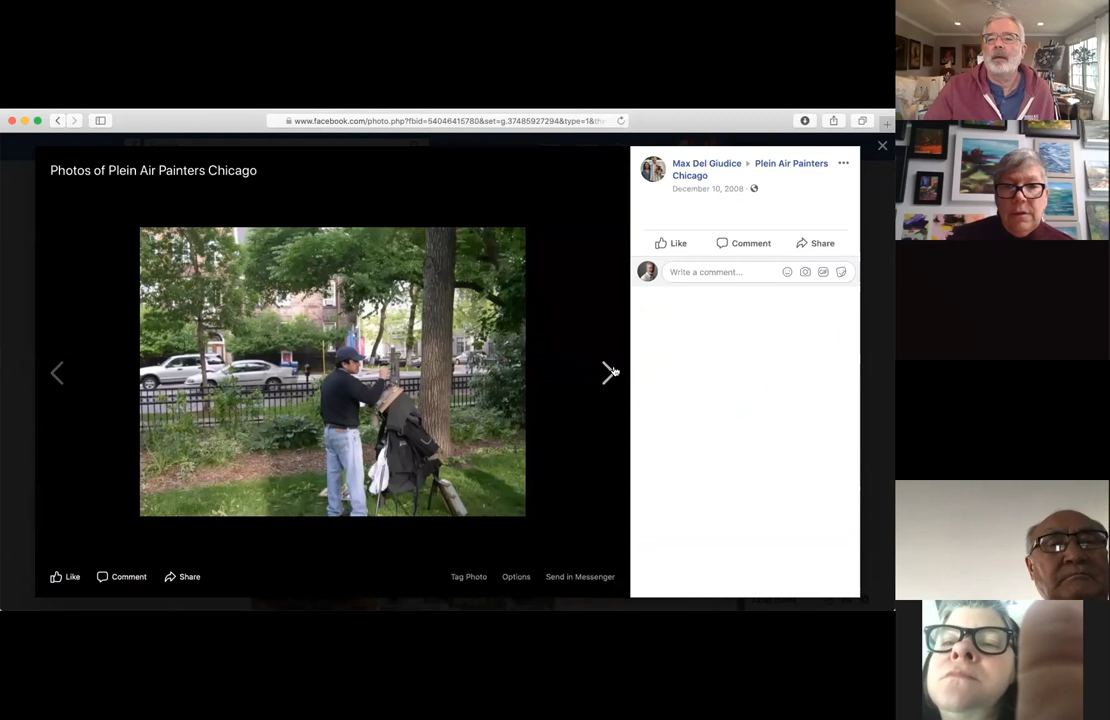 www.facebook.com/photo.php?fbid=54046415780&set=g.37485927294&type=1&
Photos of Plein Air Painters Chicago
Max Del Giudice ▸ Plein Air Painters
Chicago
December 10, 2008 ·
Like Comment Share
Write a comment...
GIF
Like Comment Share
Tag Photo Options Send in Messenger